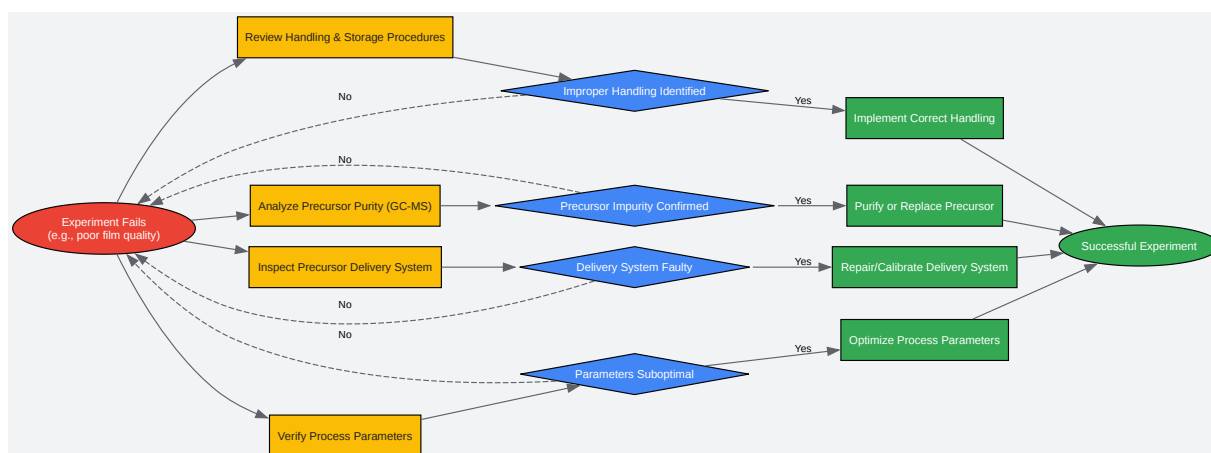 Review Handling & Storage Procedures
Improper Handling Identified
No
Yes
Implement Correct Handling
No
Experiment Fails
(e.g., poor film quality)
Analyze Precursor Purity (GC-MS)
Precursor Impurity Confirmed
Yes
Purify or Replace Precursor
Successful Experiment
Inspect Precursor Delivery System
Delivery System Faulty
Yes
Repair/Calibrate Delivery System
No
No
Yes
Optimize Process Parameters
Parameters Suboptimal
Verify Process Parameters